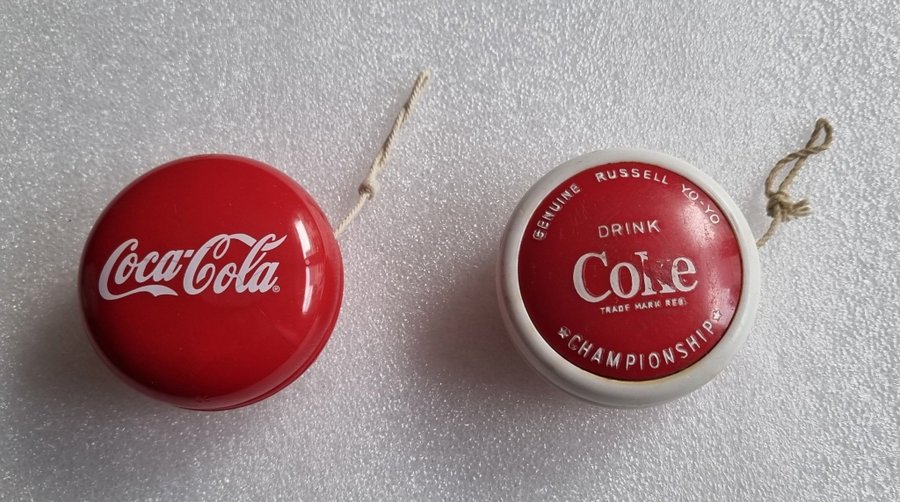 Coca-Cola®
GENUINE RUSSELL YO-YO
DRINK
Coke
TRADE MARK REG.
★CHAMPIONSHIP★